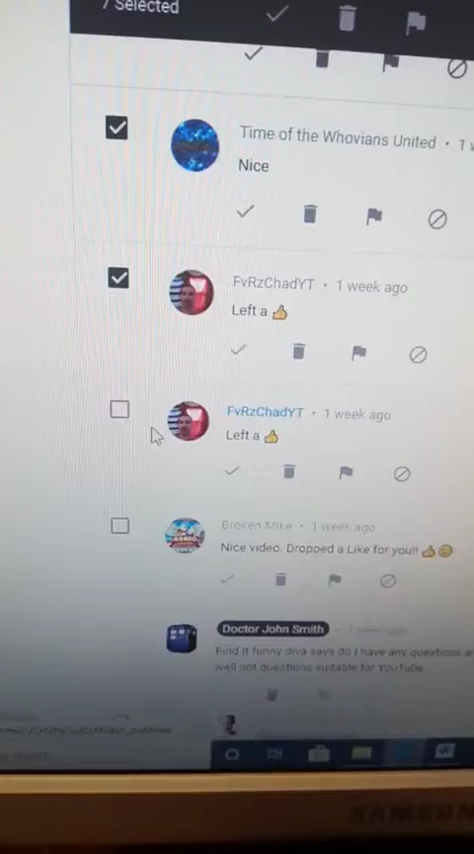 7 Selected
Time of the Whovians United • 1 w
Nice
FvRzChadYT • 1 week ago
Left a 👍
FvRzChadYT • 1 week ago
Left a 👍
Broken Mike • 1 week ago
Nice video. Dropped a Like for you!! 👍😊
Doctor John Smith
Find it funny diva says do I have any questions a
well not questions suitable for YouTube
SAMSUN